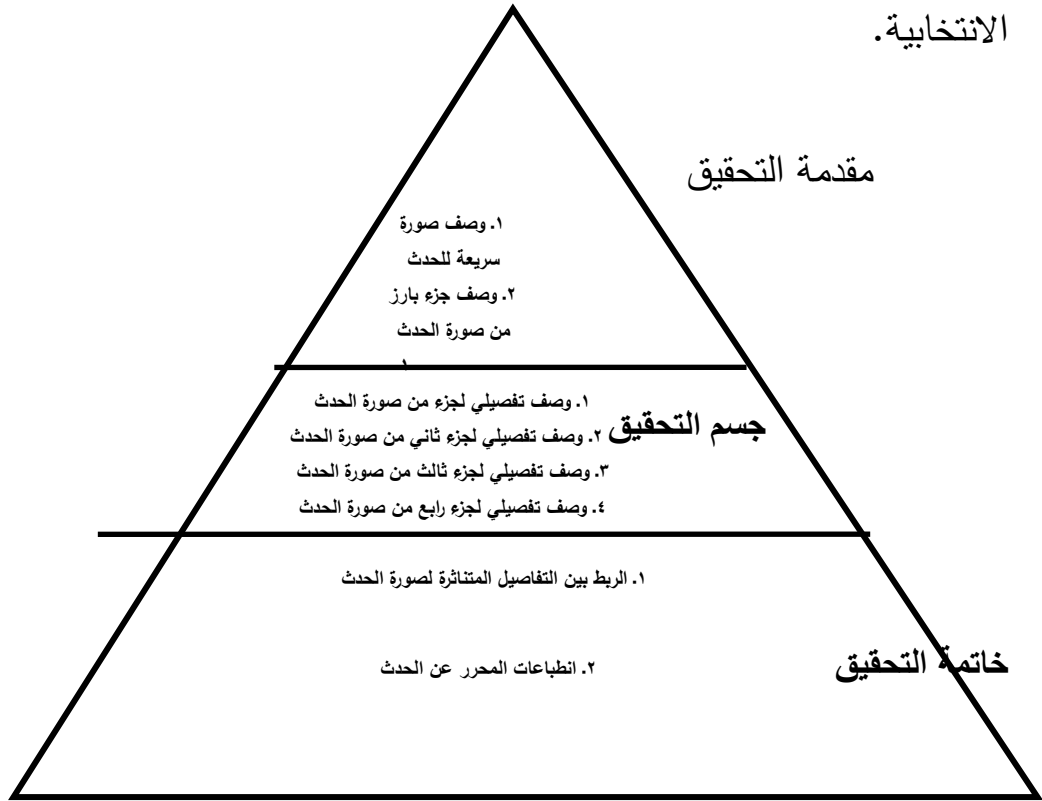 الانتخابية.
مقدمة التحقيق
١. وصف صورة
سريعة للحدث
٢. وصف جزء بارز
من صورة الحدث
١. وصف تفصيلي لجزء من صورة الحدث
جسم التحقيق
٢. وصف تفصيلي لجزء ثاني من صورة الحدث
٣. وصف تفصيلي لجزء ثالث من صورة الحدث
٤. وصف تفصيلي لجزء رابع من صورة الحدث
١. الربط بين التفاصيل المتناثرة لصورة الحدث
خاتمة التحقيق
٢. انطباعات المحرر عن الحدث